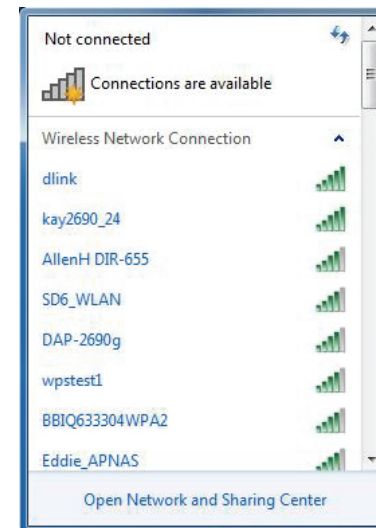 Not connected
Connections are available
Wireless Network Connection
dlink
kay2690_24
AllenH DIR-655
SD6_WLAN
DAP-2690g
wpstest1
BBIQ633304WPA2
Eddie_APNAS
Open Network and Sharing Center